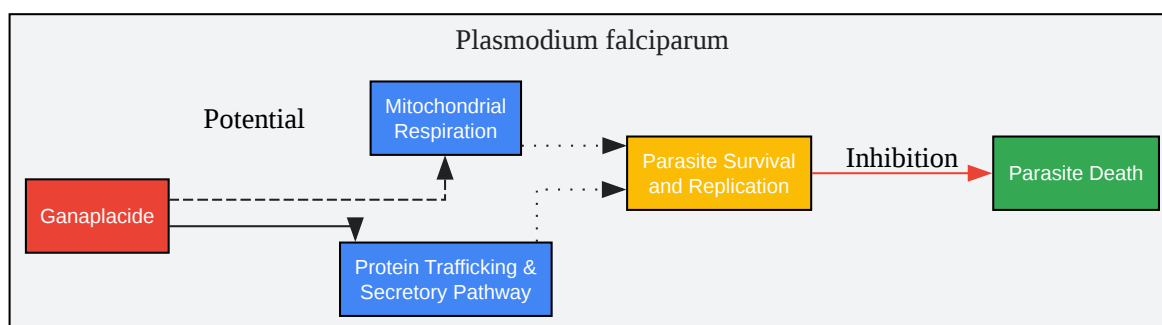 Plasmodium falciparum
Potential
Mitochondrial
Respiration
Ganaplacide
Protein Trafficking &
Secretory Pathway
Parasite Survival
and Replication
Inhibition
Parasite Death